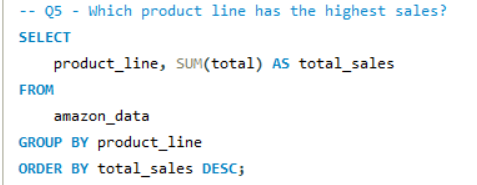 -- Q5 - Which product line has the highest sales?
SELECT
    product_line, SUM(total) AS total_sales
FROM
    amazon_data
GROUP BY product_line
ORDER BY total_sales DESC;